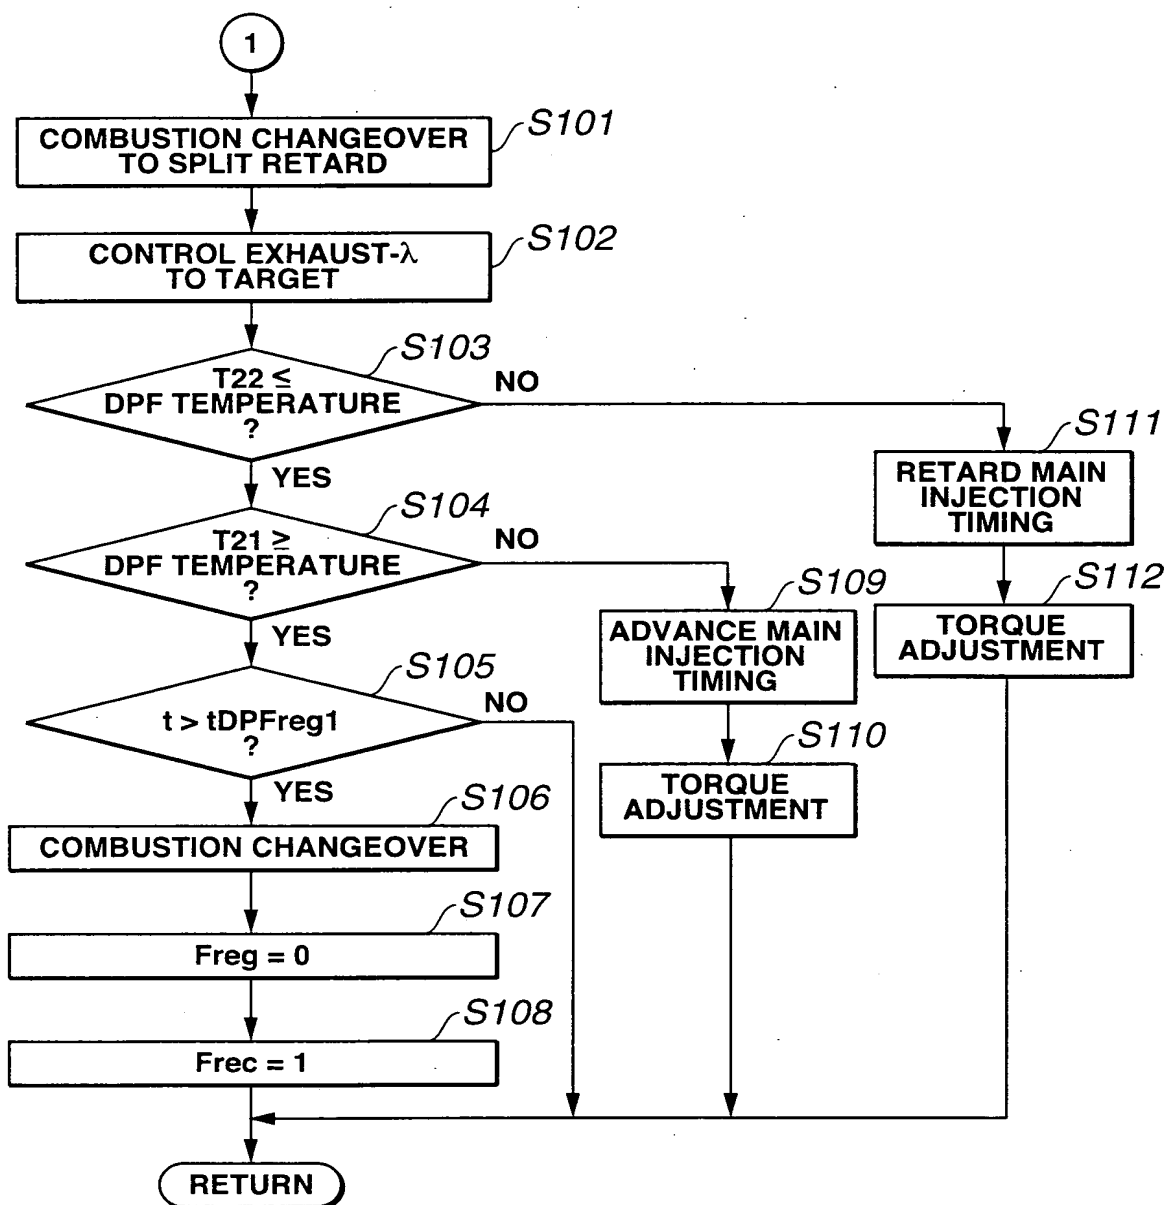 1
COMBUSTION CHANGEOVER
TO SPLIT RETARD
S101
CONTROL EXHAUST-λ
TO TARGET
S102
T22 ≤
DPF TEMPERATURE
?
S103
NO
YES
S111
RETARD MAIN
INJECTION
TIMING
T21 ≥
DPF TEMPERATURE
?
S104
NO
YES
S109
ADVANCE MAIN
INJECTION
TIMING
S112
TORQUE
ADJUSTMENT
t > tDPFreg1
?
S105
NO
YES
S110
TORQUE
ADJUSTMENT
S106
COMBUSTION CHANGEOVER
S107
Freg = 0
S108
Frec = 1
RETURN